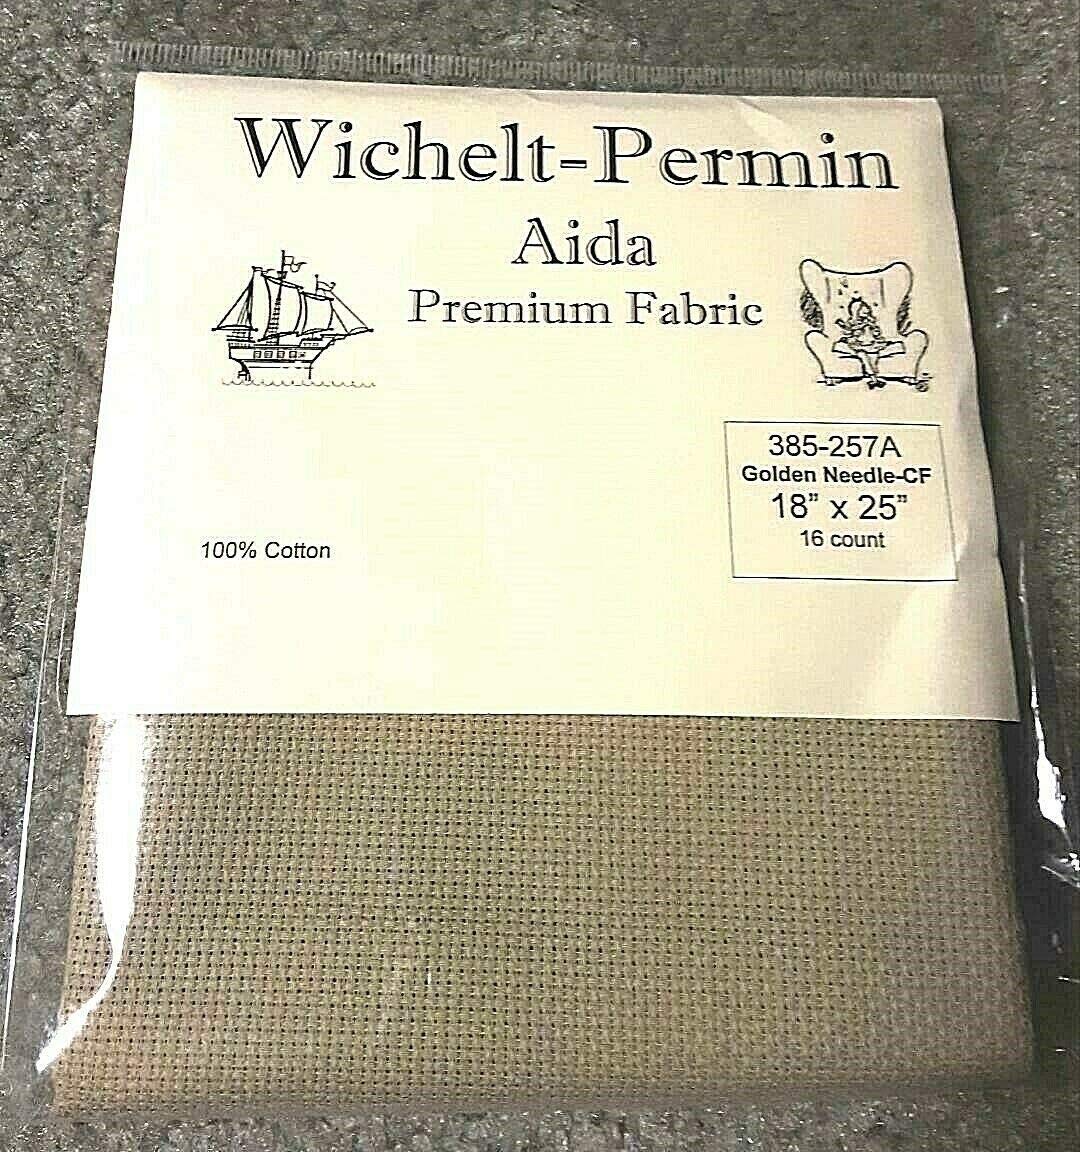 Wichelt-Permin
Aida
Premium Fabric
385-257A
Golden Needle-CF
18” x 25”
16 count
100% Cotton